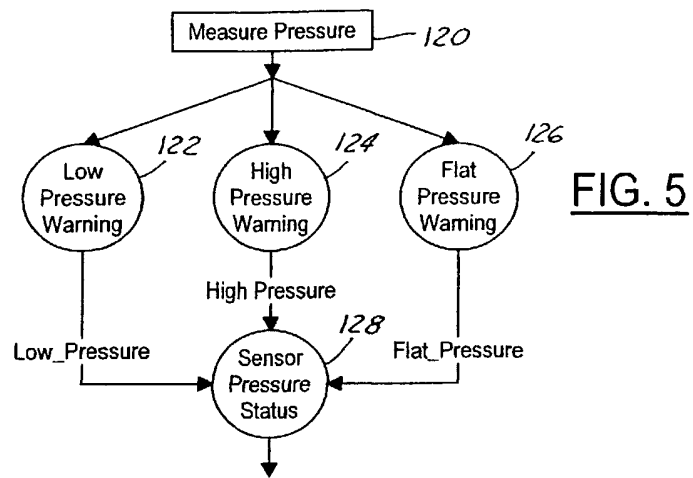 Measure Pressure
120
122
124
126
Low
Pressure
Warning
High
Pressure
Warning
Flat
Pressure
Warning
FIG. 5
High Pressure
128
Low_Pressure
Flat_Pressure
Sensor
Pressure
Status